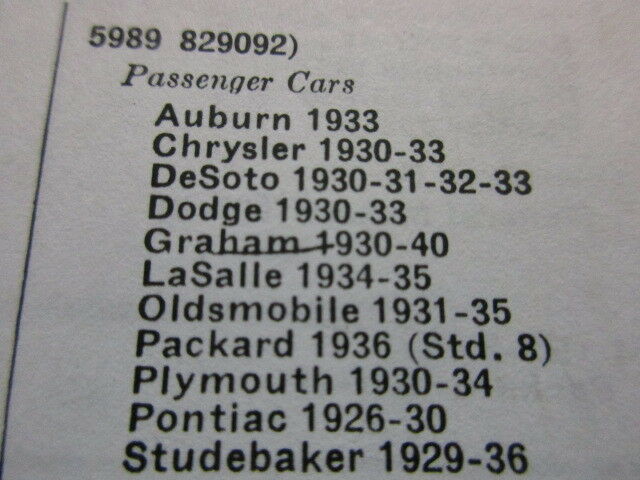 5989 829092)
Passenger Cars
Auburn 1933
Chrysler 1930-33
DeSoto 1930-31-32-33
Dodge 1930-33
Graham 1930-40
LaSalle 1934-35
Oldsmobile 1931-35
Packard 1936 (Std. 8)
Plymouth 1930-34
Pontiac 1926-30
Studebaker 1929-36